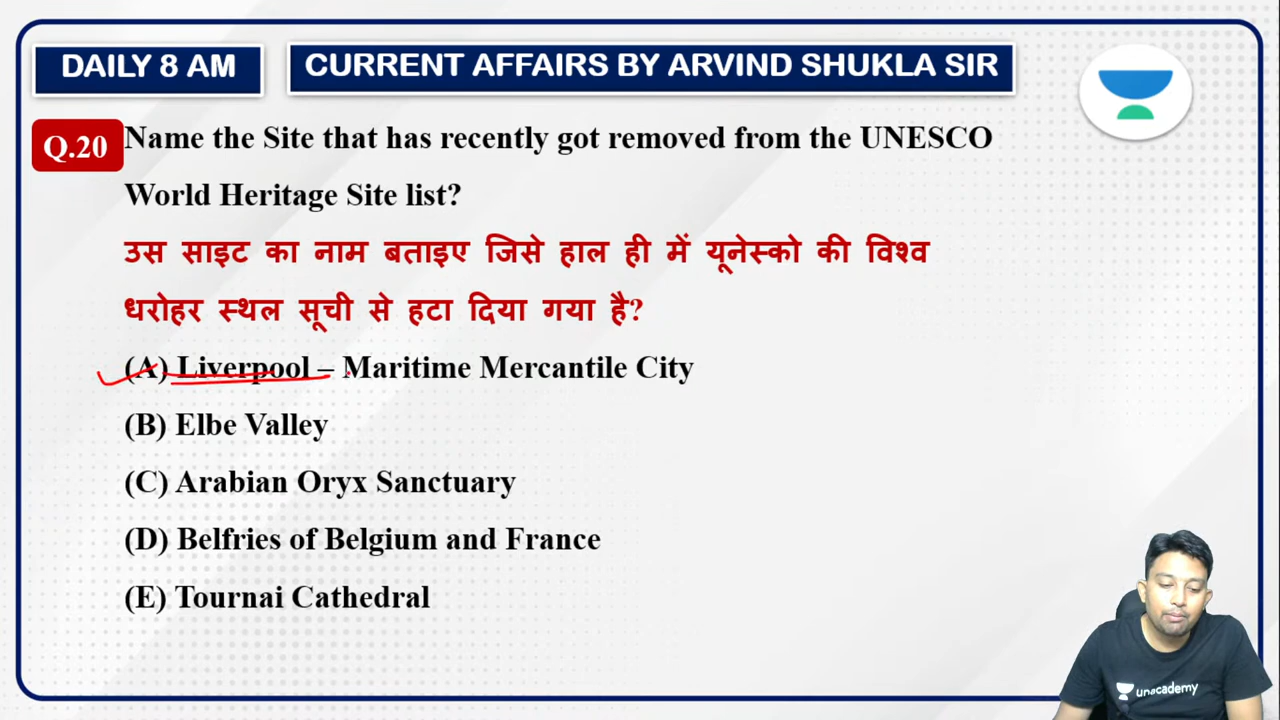 DAILY 8 AM
CURRENT AFFAIRS BY ARVIND SHUKLA SIR
Q.20
Name the Site that has recently got removed from the UNESCO
World Heritage Site list?
उस साइट का नाम बताइए जिसे हाल ही में यूनेस्को की विश्व
धरोहर स्थल सूची से हटा दिया गया है?
(A) Liverpool – Maritime Mercantile City
(B) Elbe Valley
(C) Arabian Oryx Sanctuary
(D) Belfries of Belgium and France
(E) Tournai Cathedral
unacademy